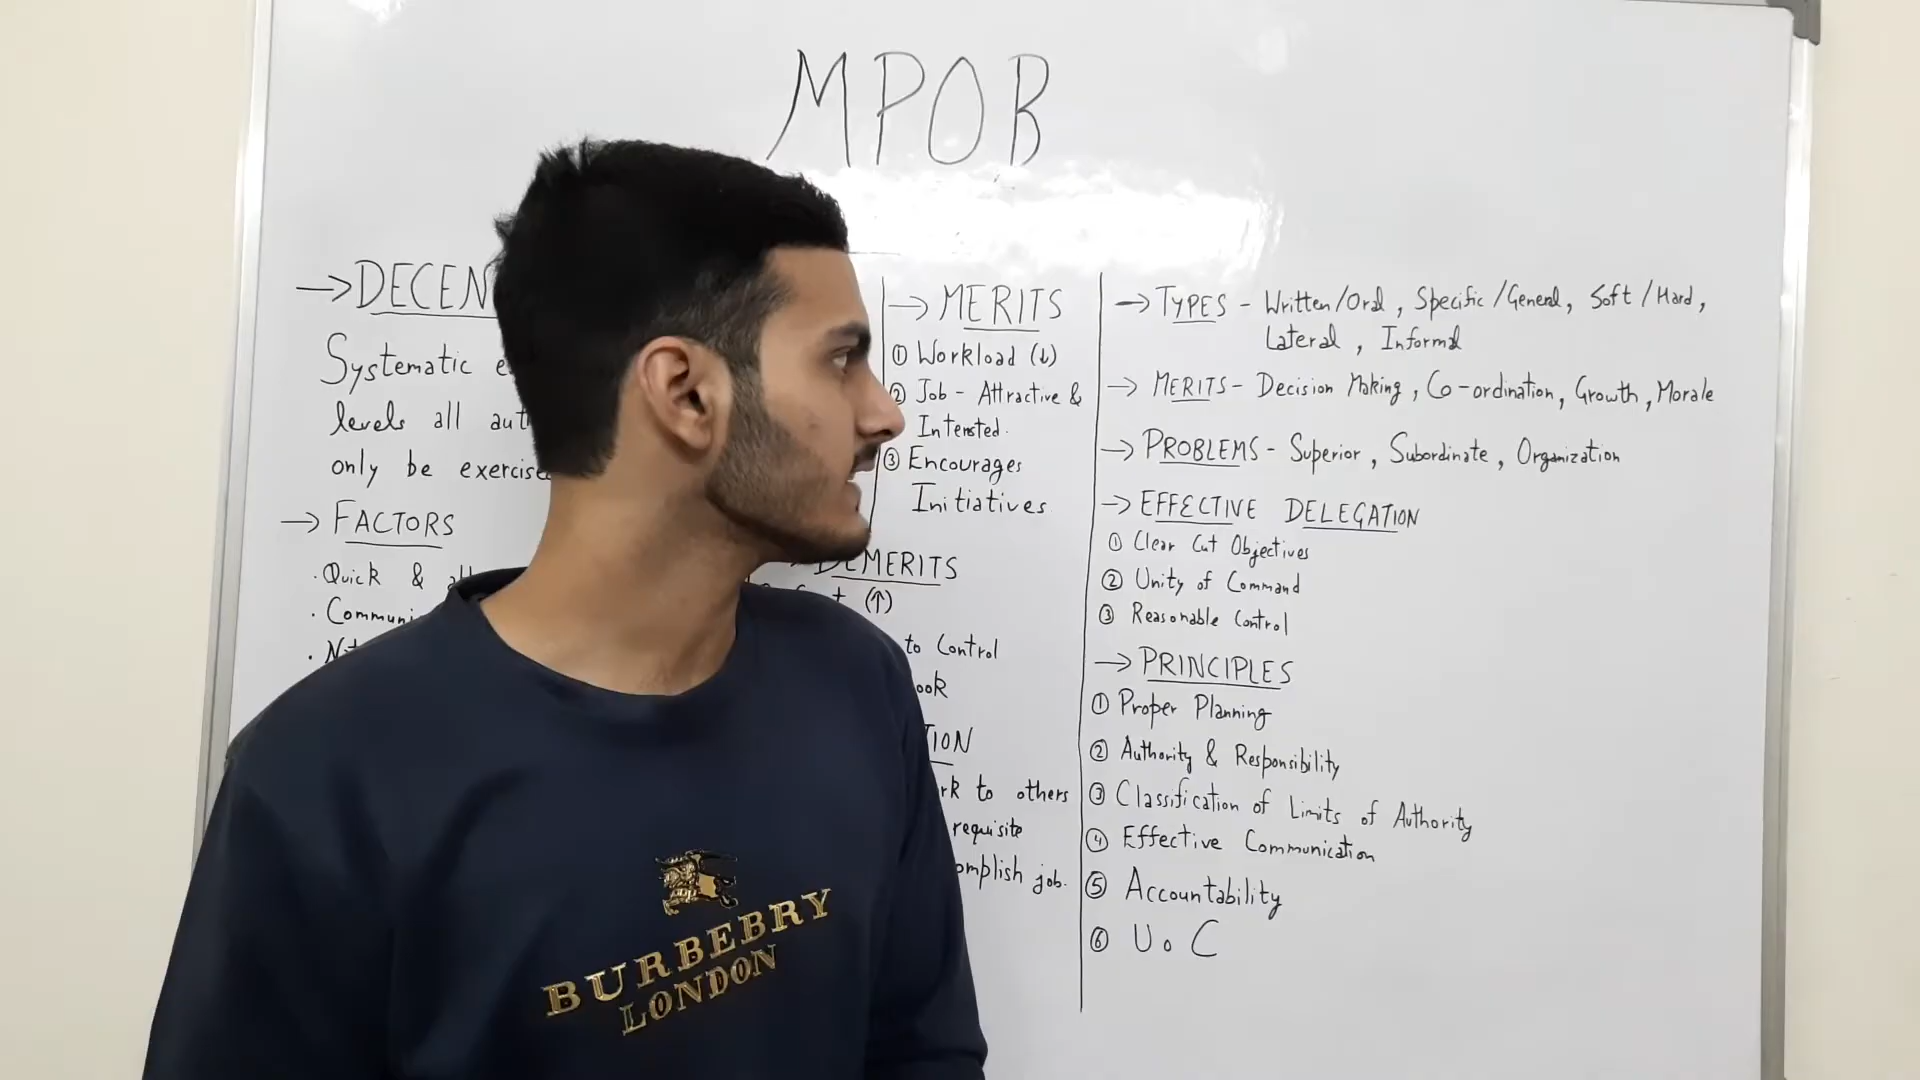 MPOB
→ DECEN
Systematic
levels all aut
only be exercise
→ FACTORS
· Quick &
· Communi
→ MERITS
① Workload (↓)
② Job - Attractive &
Intersted.
③ Encourages
Initiatives
DEMERITS
(↑)
to Control
ook
TION
rk to others
requisite
omplish job.
→ TYPES - Written/Oral, Specific/General, Soft/Hard,
Lateral, Informal
→ MERITS - Decision Making, Co-ordination, Growth, Morale
→ PROBLEMS - Superior, Subordinate, Organization
→ EFFECTIVE DELEGATION
① Clear Cut Objectives
② Unity of Command
③ Reasonable Control
→ PRINCIPLES
① Proper Planning
② Authority & Responsibility
③ Classification of Limits of Authority
④ Effective Communication
⑤ Accountability
⑥ U o C
BURBEBRY
LONDON